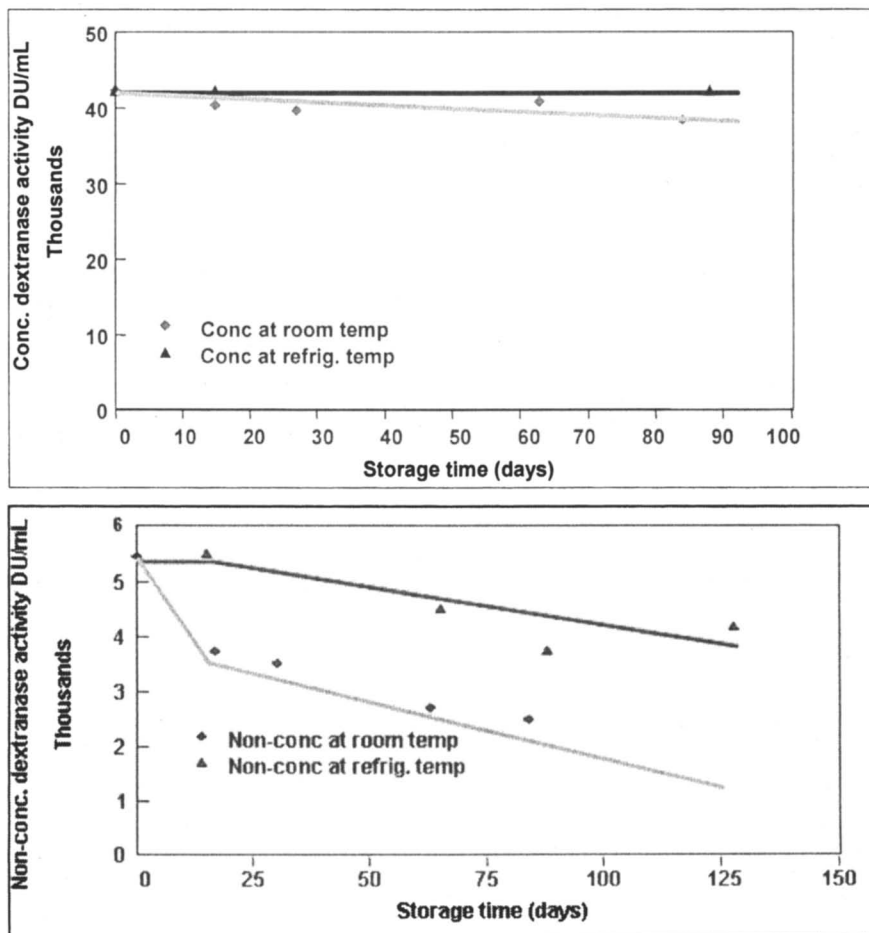 Conc. dextranase activity DU/mL
Thousands
50
40
30
20
10
0
Conc at room temp
Conc at refrig. temp
0 10 20 30 40 50 60 70 80 90 100
Storage time (days)
Non-conc. dextranase activity DU/mL
Thousands
6
5
4
3
2
1
0
Non-conc at room temp
Non-conc at refrig. temp
0 25 50 75 100 125 150
Storage time (days)